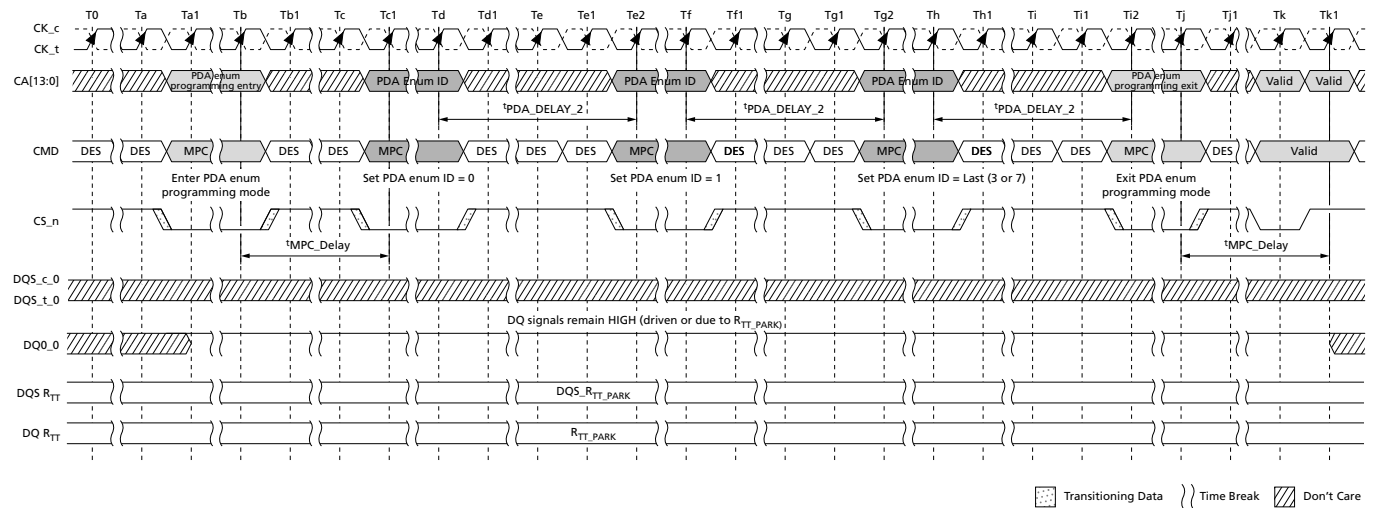 T0 Ta Ta1 Tb Tb1 Tc Tc1 Td Td1 Te Te1 Te2 Tf Tf1 Tg Tg1 Tg2 Th Th1 Ti Ti1 Ti2 Tj Tj1 Tk Tk1
CK_c
CK_t
CA[13:0] PDA enum programming entry PDA Enum ID PDA Enum ID PDA Enum ID PDA enum programming exit Valid Valid
tPDA_DELAY_2 tPDA_DELAY_2 tPDA_DELAY_2
CMD DES DES MPC DES DES MPC DES DES DES MPC DES DES DES MPC DES DES DES MPC DES Valid
Enter PDA enum programming mode Set PDA enum ID = 0 Set PDA enum ID = 1 Set PDA enum ID = Last (3 or 7) Exit PDA enum programming mode
CS_n
tMPC_Delay tMPC_Delay
DQS_c_0
DQS_t_0
DQ signals remain HIGH (driven or due to RTT_PARK)
DQ0_0
DQS RTT DQS_RTT_PARK
DQ RTT RTT_PARK
Transitioning Data Time Break Don't Care